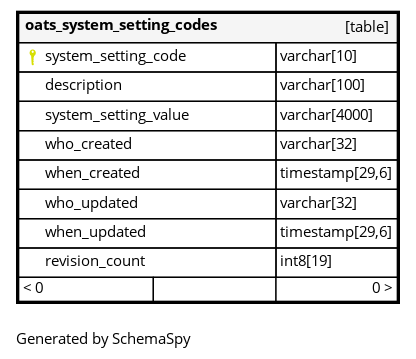 oats_system_setting_codes [table]
system_setting_code varchar[10]
description varchar[100]
system_setting_value varchar[4000]
who_created varchar[32]
when_created timestamp[29,6]
who_updated varchar[32]
when_updated timestamp[29,6]
revision_count int8[19]
< 0 0 >
Generated by SchemaSpy